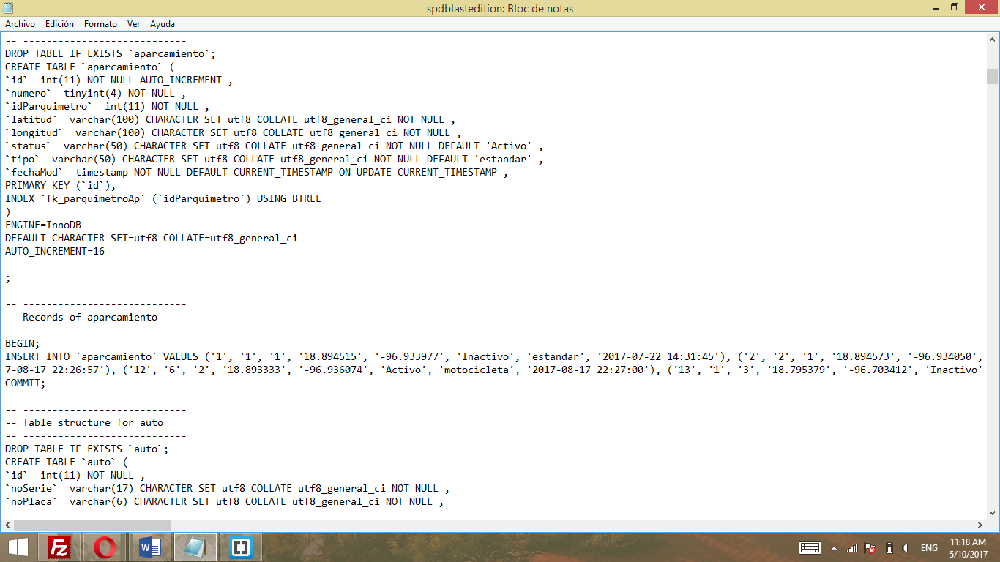 spdblastedition: Bloc de notas
Archivo Edición Formato Ver Ayuda
-- ----------------------------
DROP TABLE IF EXISTS `aparcamiento`;
CREATE TABLE `aparcamiento` (
`id`  int(11) NOT NULL AUTO_INCREMENT ,
`numero`  tinyint(4) NOT NULL ,
`idParquimetro`  int(11) NOT NULL ,
`latitud`  varchar(100) CHARACTER SET utf8 COLLATE utf8_general_ci NOT NULL ,
`longitud`  varchar(100) CHARACTER SET utf8 COLLATE utf8_general_ci NOT NULL ,
`status`  varchar(50) CHARACTER SET utf8 COLLATE utf8_general_ci NOT NULL DEFAULT 'Activo' ,
`tipo`  varchar(50) CHARACTER SET utf8 COLLATE utf8_general_ci NOT NULL DEFAULT 'estandar' ,
`fechaMod`  timestamp NOT NULL DEFAULT CURRENT_TIMESTAMP ON UPDATE CURRENT_TIMESTAMP ,
PRIMARY KEY (`id`),
INDEX `fk_parquimetroAp` (`idParquimetro`) USING BTREE
)
ENGINE=InnoDB
DEFAULT CHARACTER SET=utf8 COLLATE=utf8_general_ci
AUTO_INCREMENT=16
;
-- ----------------------------
-- Records of aparcamiento
-- ----------------------------
BEGIN;
INSERT INTO `aparcamiento` VALUES ('1', '1', '1', '18.894515', '-96.933977', 'Inactivo', 'estandar', '2017-07-22 14:31:45'), ('2', '2', '1', '18.894573', '-96.934050',
7-08-17 22:26:57'), ('12', '6', '2', '18.893333', '-96.936074', 'Activo', 'motocicleta', '2017-08-17 22:27:00'), ('13', '1', '3', '18.795379', '-96.703412', 'Inactivo'
COMMIT;
-- ----------------------------
-- Table structure for auto
-- ----------------------------
DROP TABLE IF EXISTS `auto`;
CREATE TABLE `auto` (
`id`  int(11) NOT NULL ,
`noSerie`  varchar(17) CHARACTER SET utf8 COLLATE utf8_general_ci NOT NULL ,
`noPlaca`  varchar(6) CHARACTER SET utf8 COLLATE utf8_general_ci NOT NULL ,
ENG
11:18 AM
5/10/2017